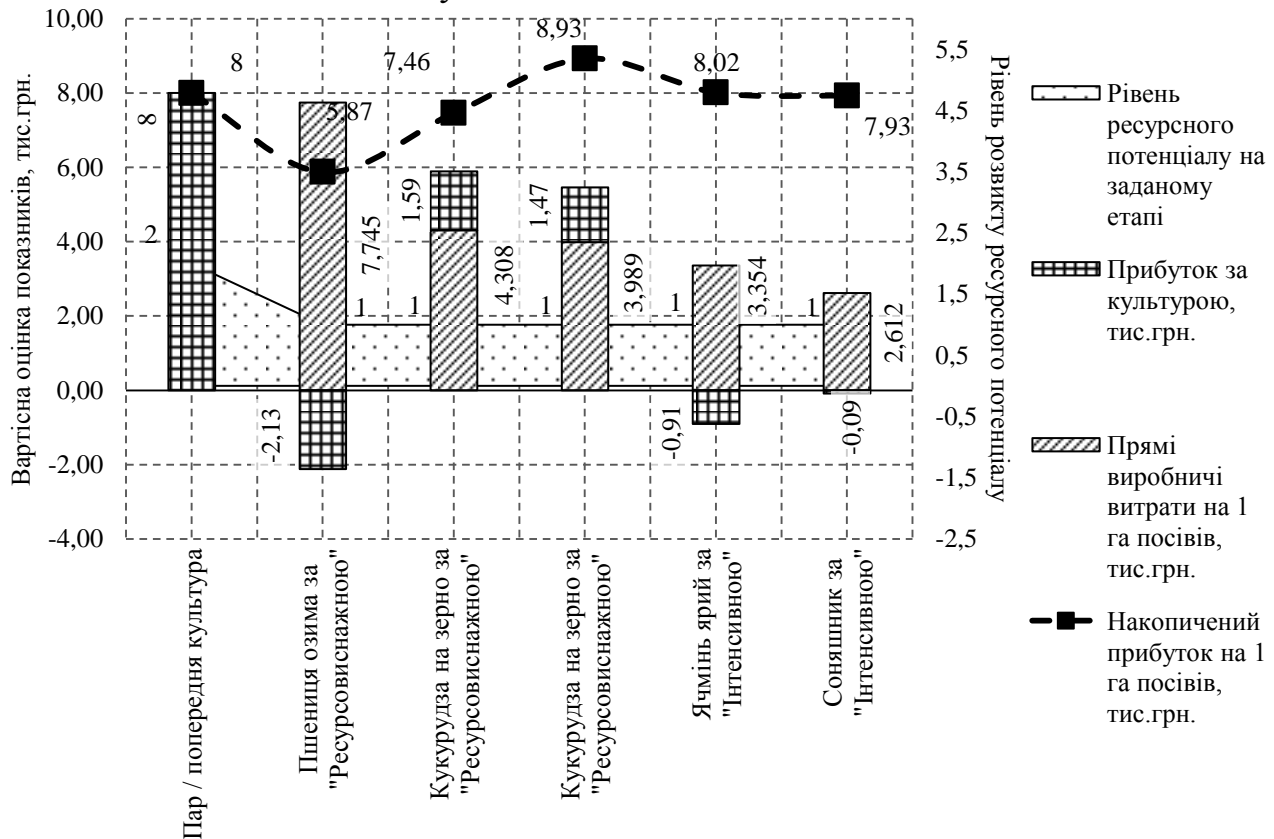 Вартісна оцінка показників, тис.грн.
10,00
8,00
6,00
4,00
2,00
0,00
-2,00
-4,00
8
∞
2
5,87
7,46
8,93
8,02
7,93
7,745
1,59
4,308
1,47
3,989
3,354
2,612
1
1
1
1
1
-2,13
-0,91
-0,09
5,5
4,5
3,5
2,5
1,5
0,5
-0,5
-1,5
-2,5
Рівень розвикту ресурсного потенціалу
Пар / попередня культура
Пшениця озима за
"Ресурсовиснажною"
Кукурудза на зерно за
"Ресурсовиснажною"
Кукурудза на зерно за
"Ресурсовиснажною"
Ячмінь ярий за
"Інтенсивною"
Соняшник за
"Інтенсивною"
Рівень
ресурсного
потенціалу на
заданому
етапі
Прибуток за
культурою,
тис.грн.
Прямі
виробничі
витрати на 1
га посівів,
тис.грн.
Накопичений
прибуток на 1
га посівів,
тис.грн.